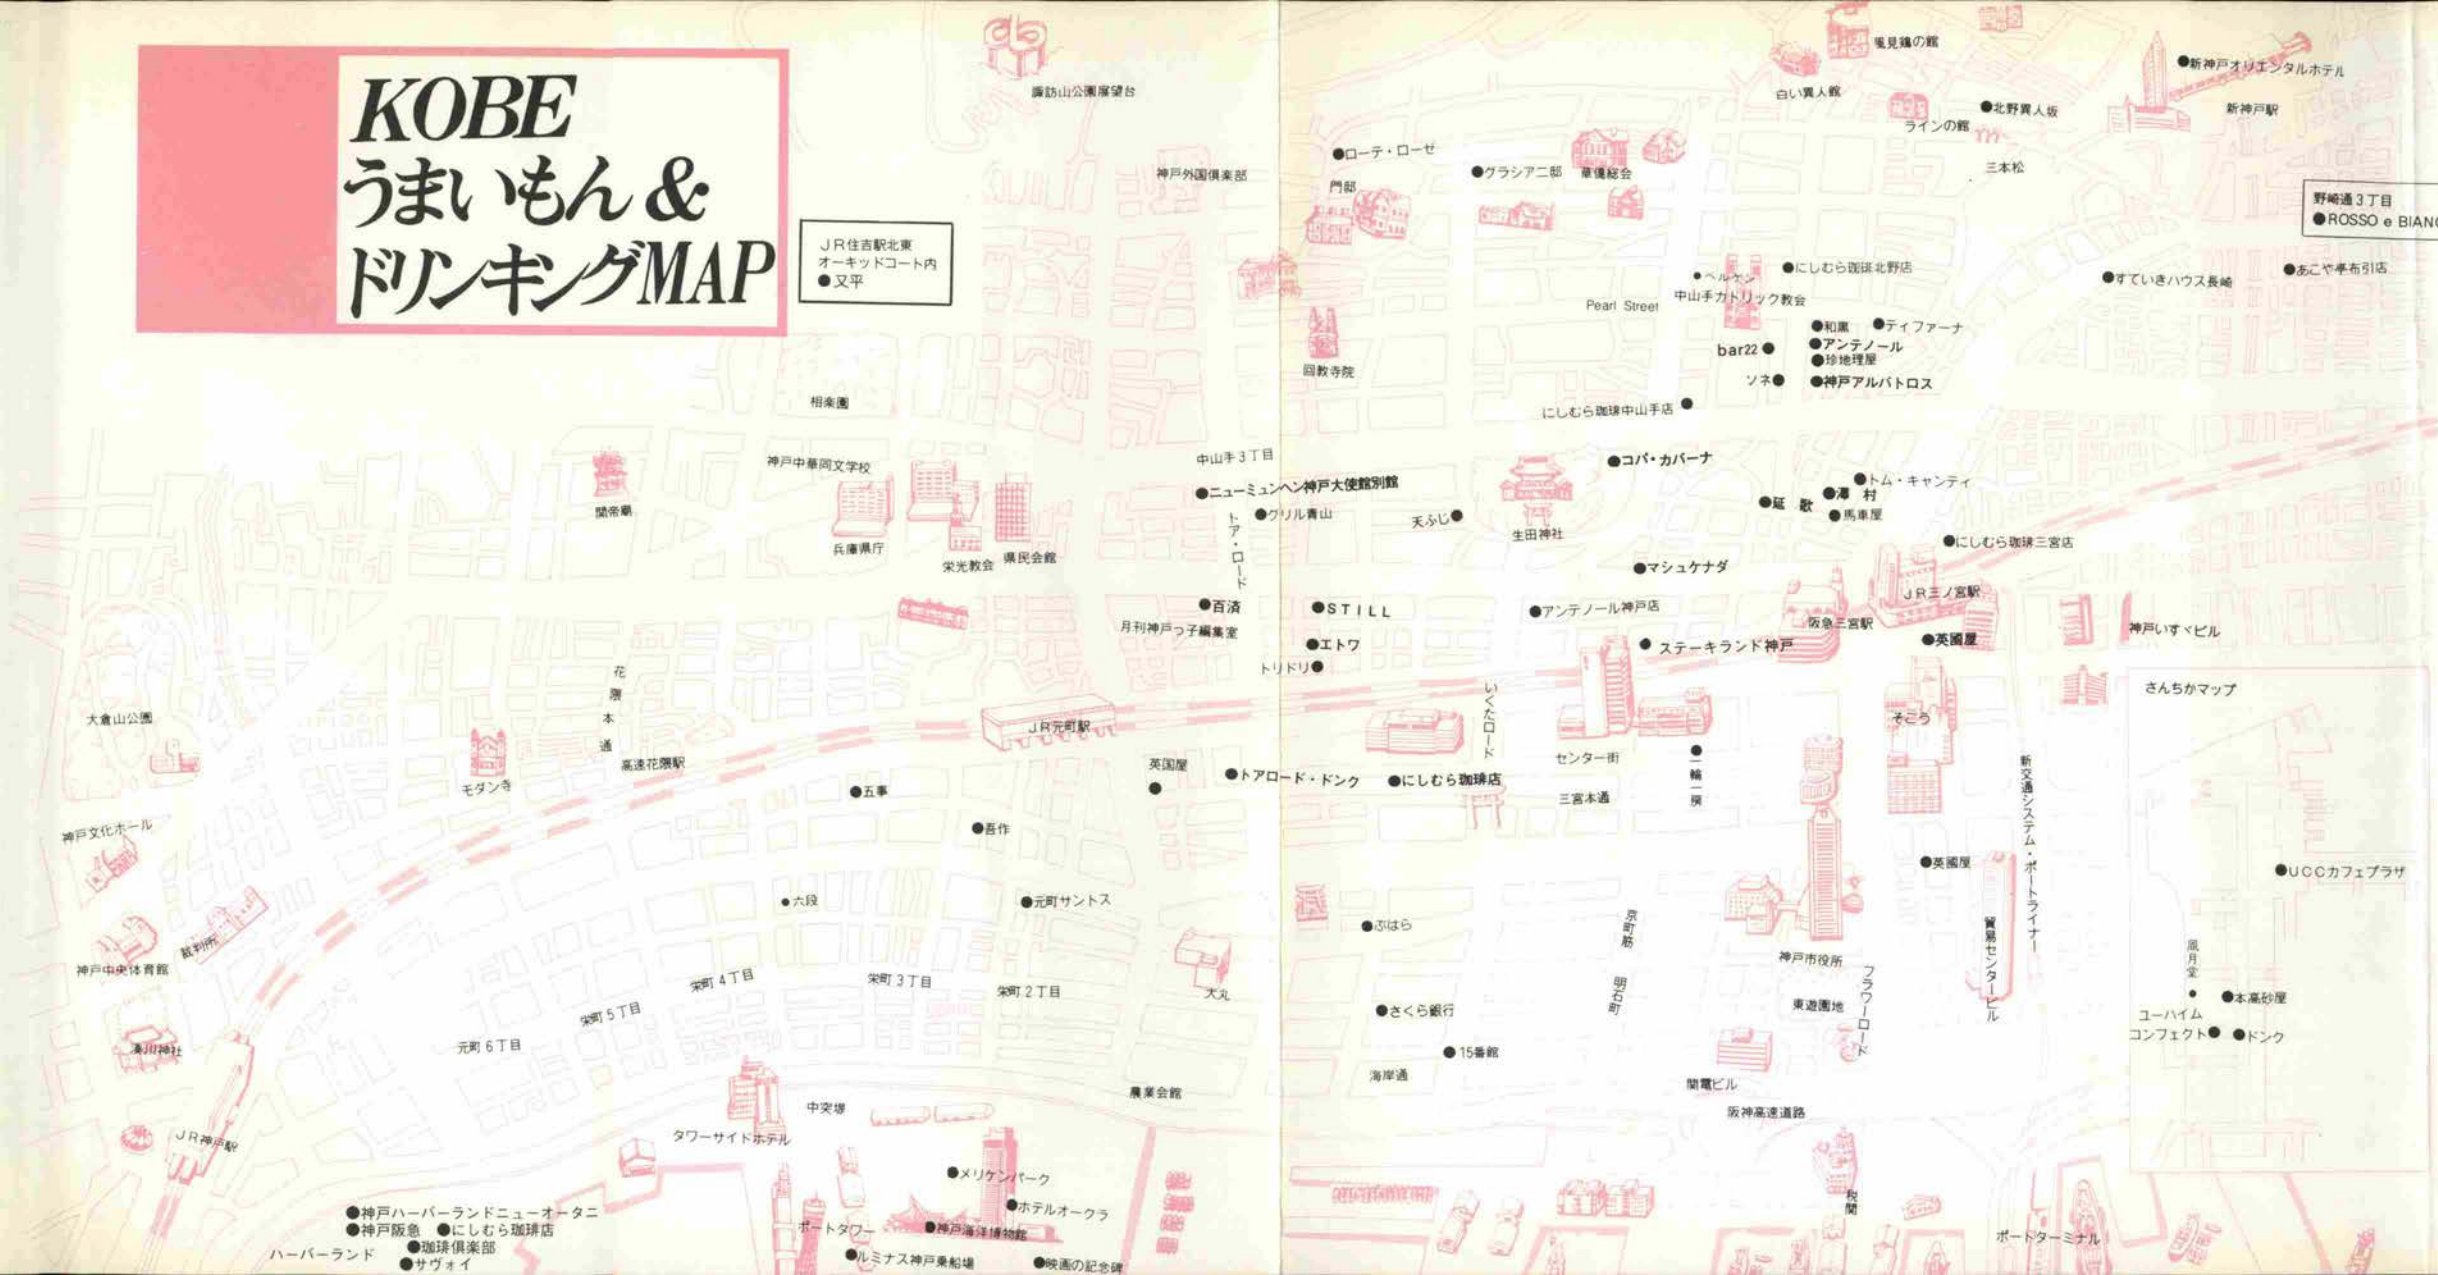 KOBE
うまいもん＆
ドリンキングMAP
JR住吉駅北東
オーキッドコート内
●又平
諏訪山公園展望台
神戸外国倶楽部
相楽園
神戸中華同文学校
関帝廟
兵庫県庁
栄光教会
県民会館
中山手3丁目
●ニューミュンヘン神戸大使館別館
●グリル青山
トア・ロード
●百済
月刊神戸っ子編集室
大倉山公園
花隈本通
高速花隈駅
モダン寺
JR元町駅
英国屋
●
●トアロード・ドンク
●五事
●吾作
神戸文化ホール
●六段
●元町サントス
裁判所
神戸中央体育館
大丸
栄町4丁目
栄町3丁目
栄町2丁目
栄町5丁目
元町6丁目
湊川神社
JR神戸駅
農業会館
中突堤
タワーサイドホテル
●メリケンパーク
●ホテルオークラ
ポートタワー
●神戸海洋博物館
●ルミナス神戸乗船場
●映画の記念碑
●神戸ハーバーランドニューオータニ
●神戸阪急 ●にしむら珈琲店
●珈琲倶楽部
●サヴォイ
ハーバーランド
風見鶏の館
白い異人館
ラインの館
●北野異人坂
三本松
●新神戸オリエンタルホテル
新神戸駅
野崎通3丁目
●ROSSO e BIANC
●ローテ・ローゼ
門邸
●グラシアニ邸
華僑総会
●ヘルケン
中山手カトリック教会
●にしむら珈琲北野店
●すていきハウス長崎
●あこや亭布引店
Pearl Street
●和黒
●ティファーナ
bar22●
●アンテノール
●珍地理屋
ソネ●
●神戸アルバトロス
回教寺院
にしむら珈琲中山手店●
●コパ・カバーナ
天ふじ●
生田神社
●トム・キャンティ
●澤村
●延歌
●馬車屋
●にしむら珈琲三宮店
●マシュケナダ
●STILL
●アンテノール神戸店
JR三ノ宮駅
阪急三宮駅
●英國屋
神戸いすゞビル
●エトワ
●ステーキランド神戸
トリドリ●
いくたロード
そごう
さんちかマップ
センター街
●にしむら珈琲店
三宮本通
●一輪一房
新交通システム・ポートライナー
●英國屋
●UCCカフェプラザ
●ぶはら
京町筋
明石町
神戸市役所
東遊園地
フラワーロード
貿易センタービル
風月堂
●
●本高砂屋
ユーハイム
コンフェクト●
●ドンク
●さくら銀行
●15番館
海岸通
関電ビル
阪神高速道路
税関
ポートターミナル